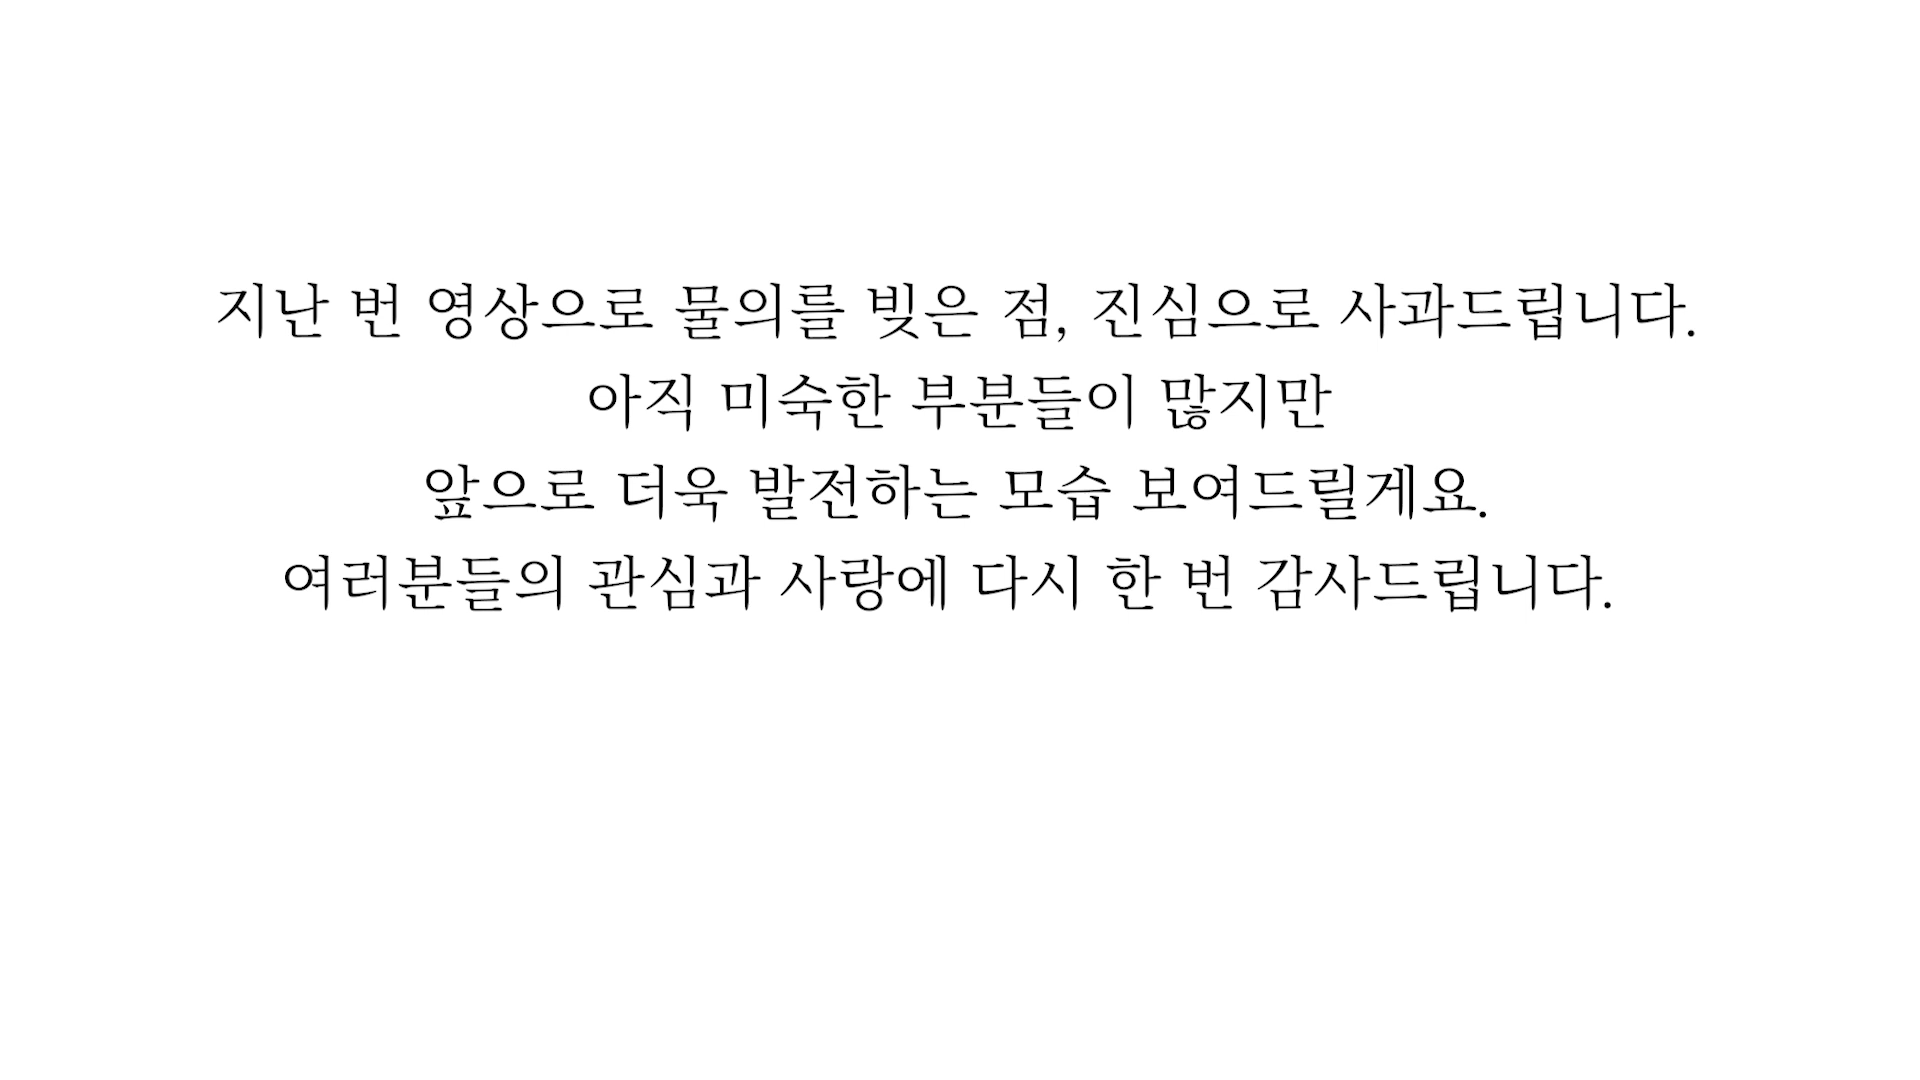 지난 번 영상으로 물의를 빚은 점, 진심으로 사과드립니다.
아직 미숙한 부분들이 많지만
앞으로 더욱 발전하는 모습 보여드릴게요.
여러분들의 관심과 사랑에 다시 한 번 감사드립니다.